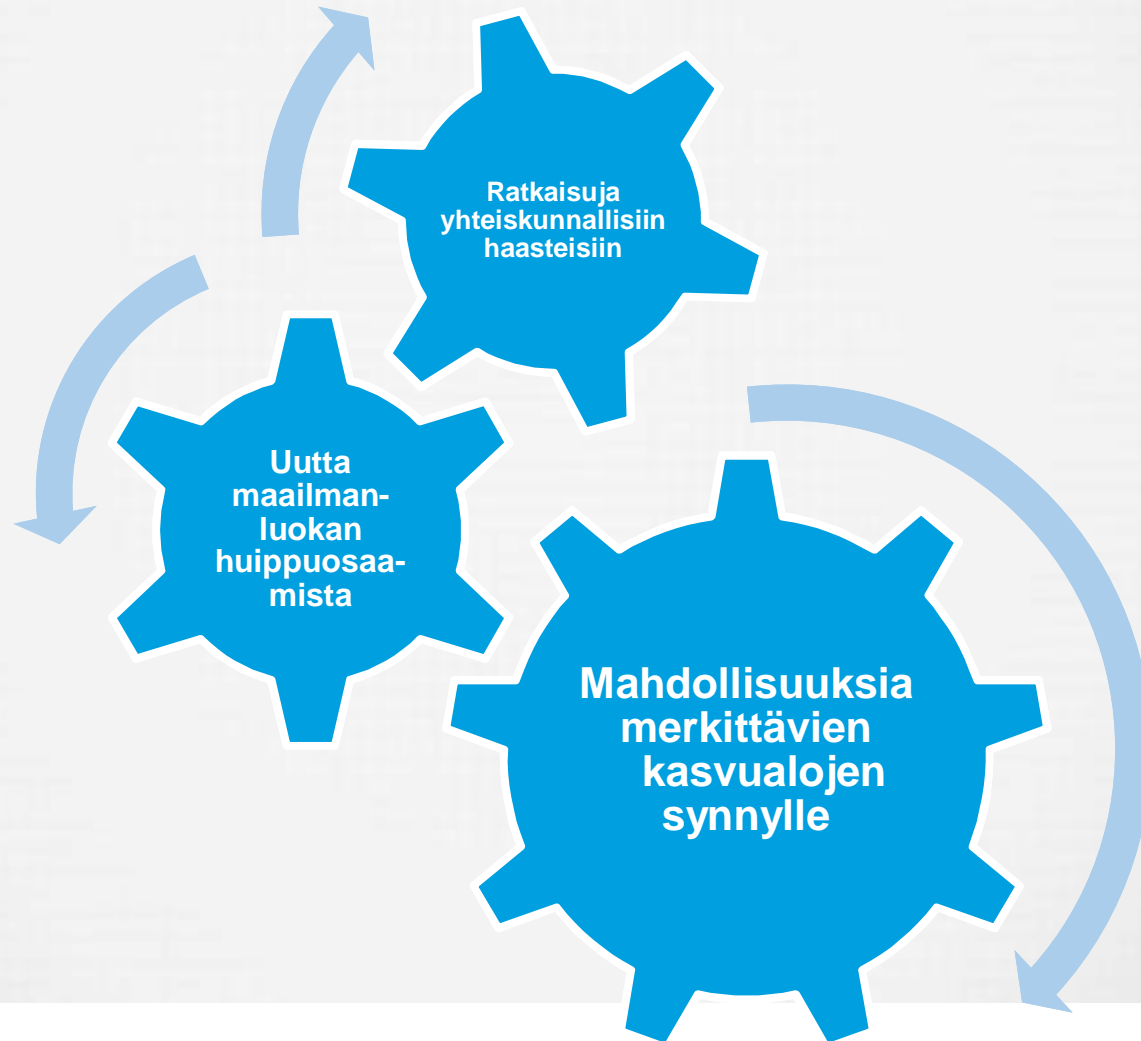 Ratkaisuja
yhteiskunnallisiin
haasteisiin
Uutta
maailman-
luokan
huippuosaa-
mista
Mahdollisuuksia
merkittävien
kasvualojen
synnylle